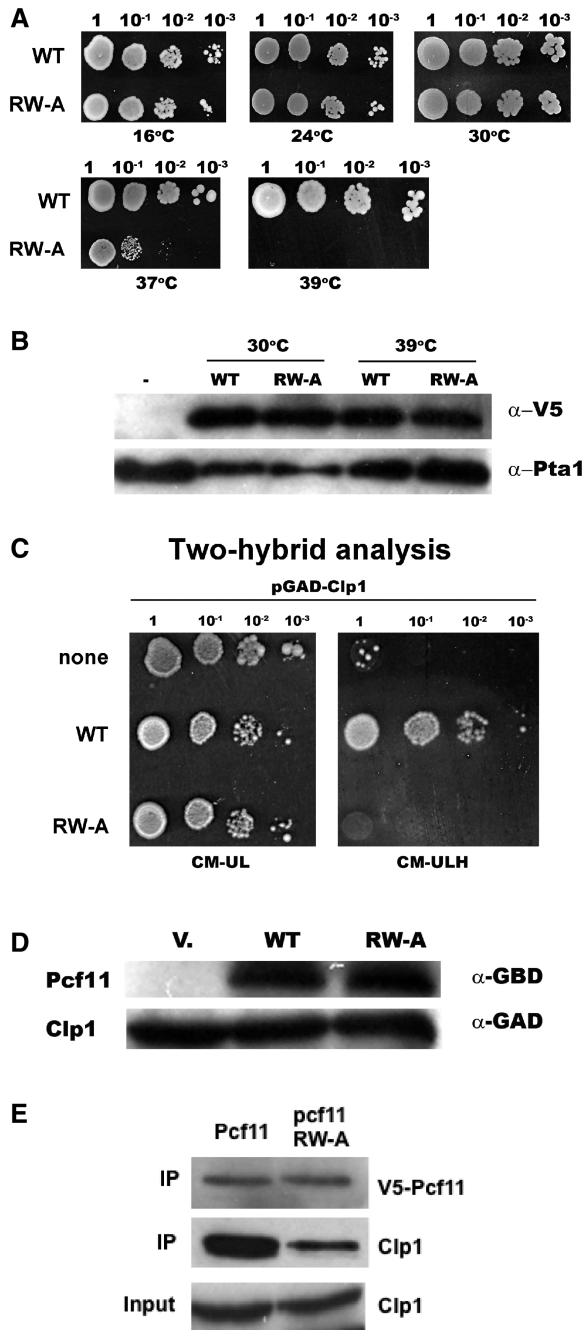 A
1 10-1 10-2 10-3 1 10-1 10-2 10-3 1 10-1 10-2 10-3
WT
RW-A
16°C 24°C 30°C
1 10-1 10-2 10-3 1 10-1 10-2 10-3
WT
RW-A
37°C 39°C
B
30°C 39°C
- WT RW-A WT RW-A
α-V5
α-Pta1
C
Two-hybrid analysis
pGAD-Clp1
1 10-1 10-2 10-3 1 10-1 10-2 10-3
none
WT
RW-A
CM-UL CM-ULH
D
V. WT RW-A
Pcf11 α-GBD
Clp1 α-GAD
E
Pcf11 pcf11
RW-A
IP V5-Pcf11
IP Clp1
Input Clp1